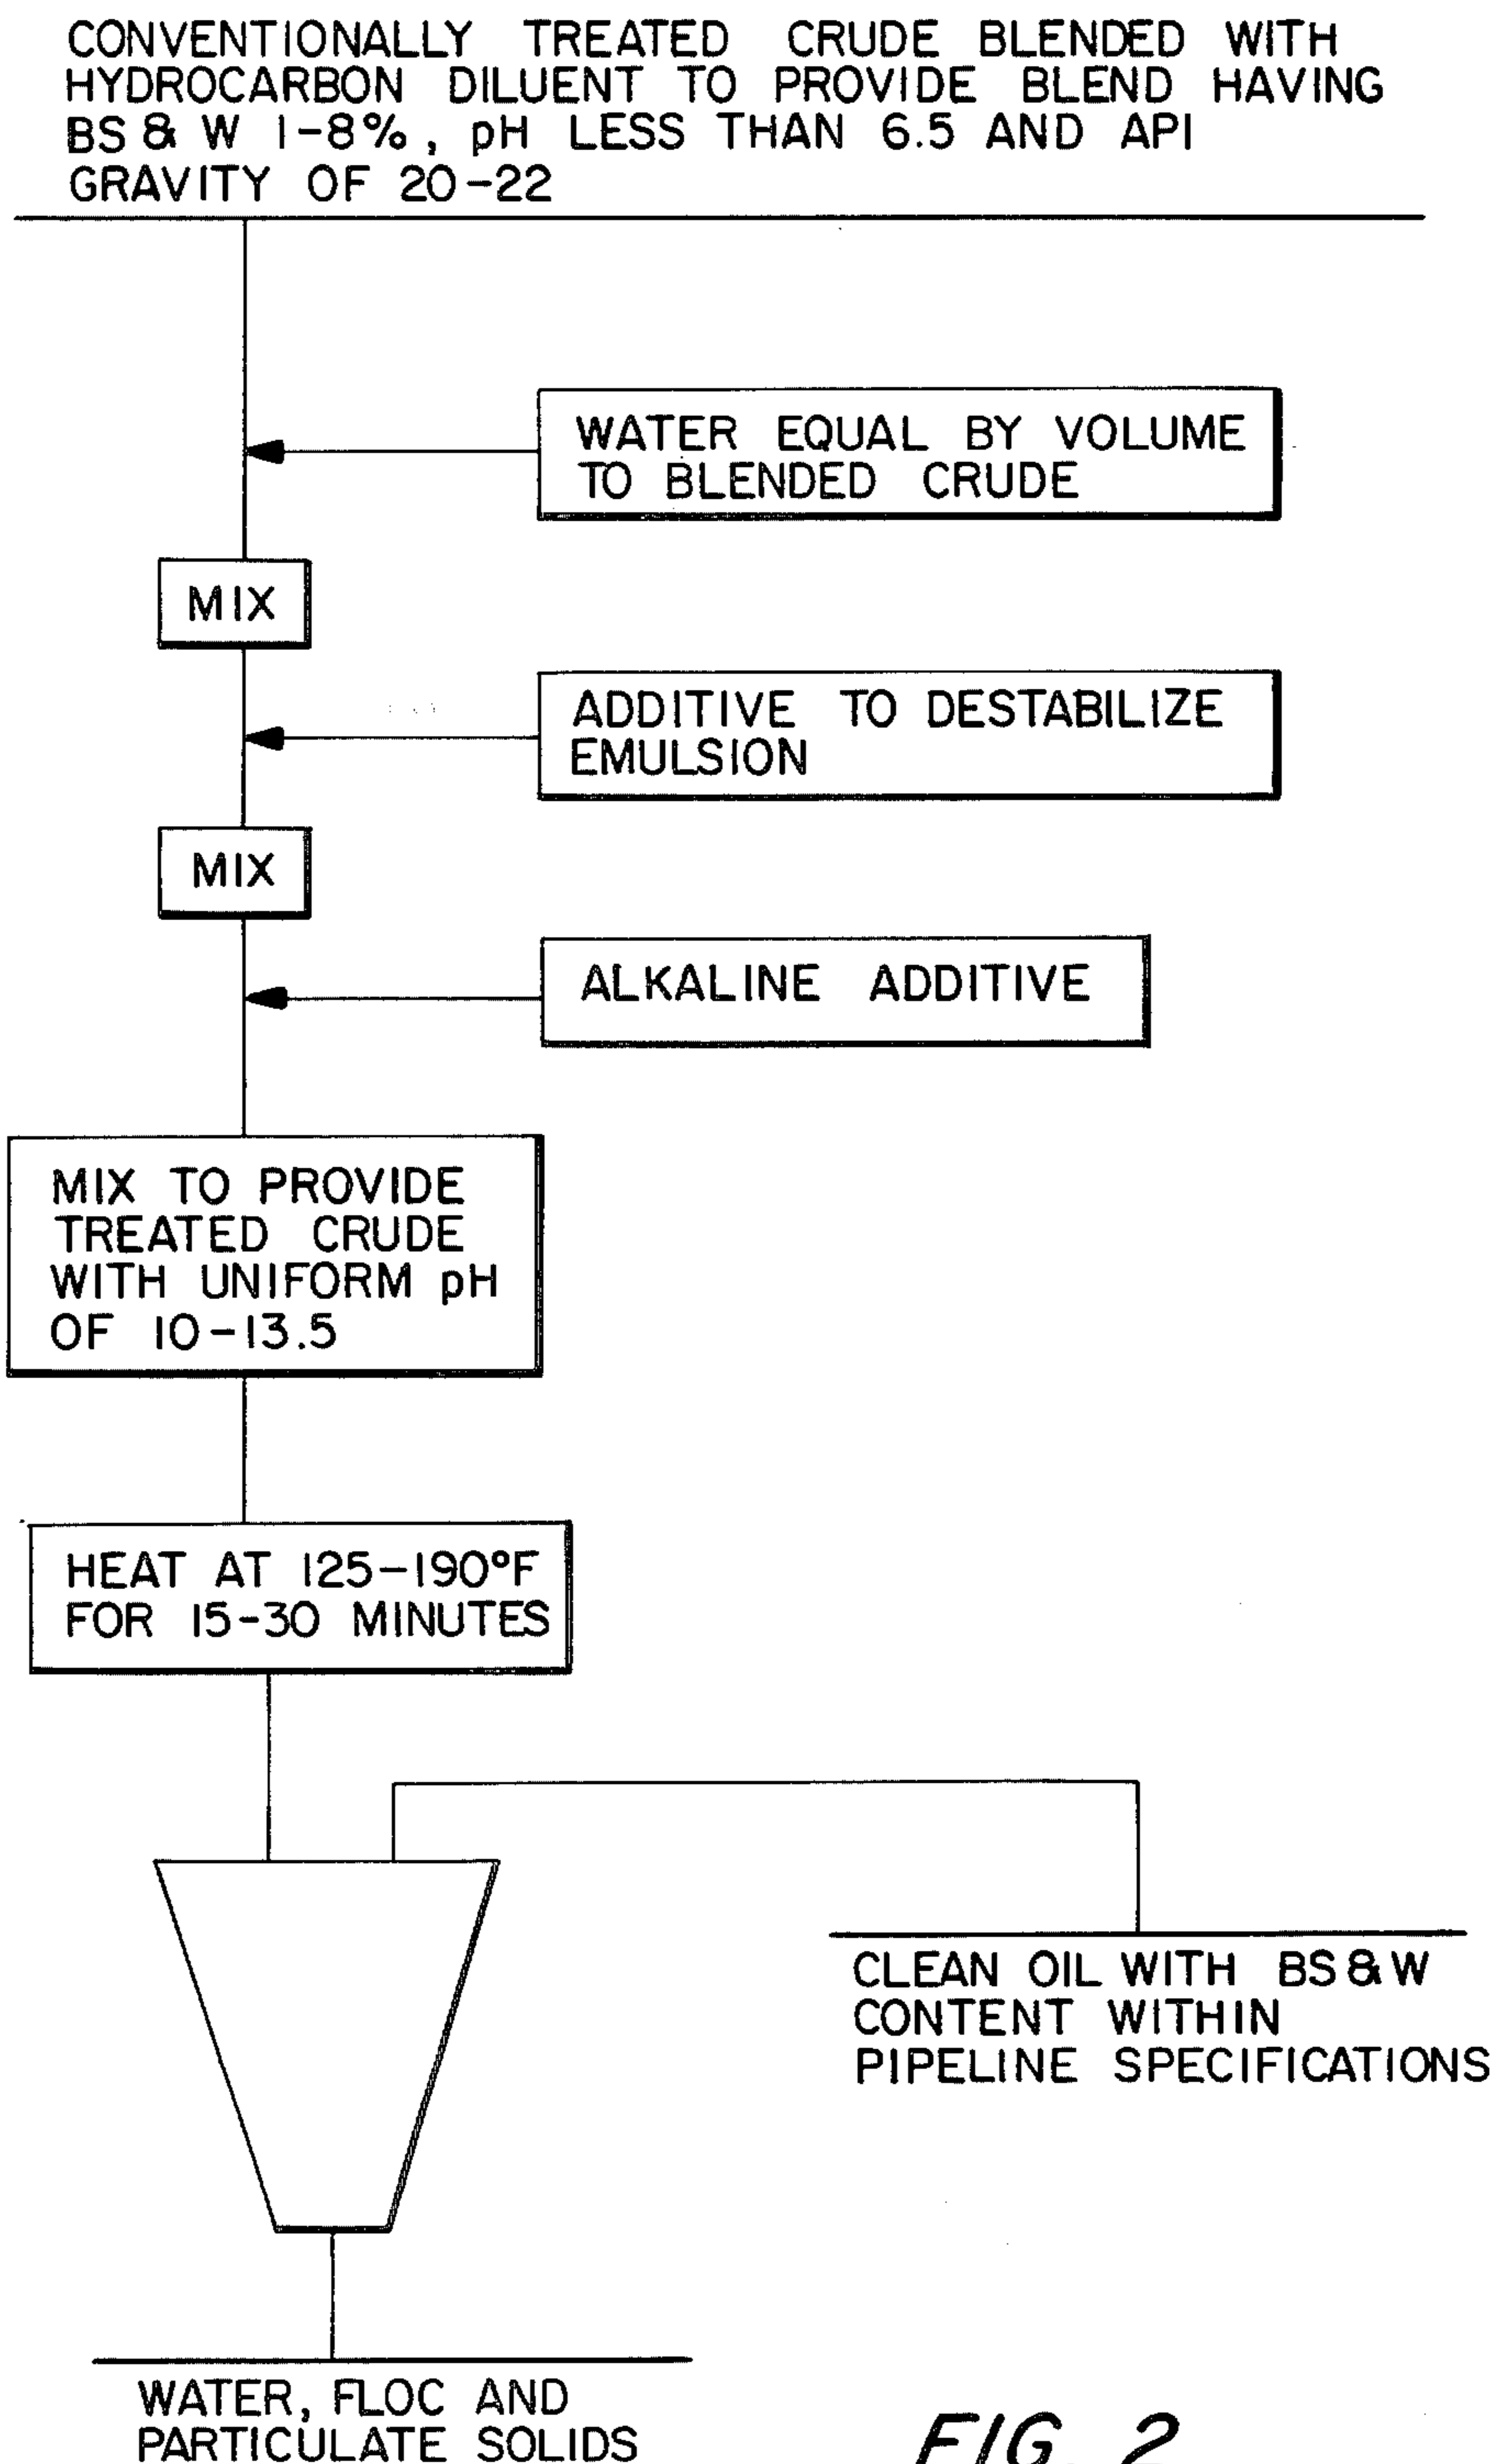 CONVENTIONALLY TREATED CRUDE BLENDED WITH
HYDROCARBON DILUENT TO PROVIDE BLEND HAVING
BS & W 1-8%, pH LESS THAN 6.5 AND API
GRAVITY OF 20-22
WATER EQUAL BY VOLUME
TO BLENDED CRUDE
MIX
ADDITIVE TO DESTABILIZE
EMULSION
MIX
ALKALINE ADDITIVE
MIX TO PROVIDE
TREATED CRUDE
WITH UNIFORM pH
OF 10-13.5
HEAT AT 125-190°F
FOR 15-30 MINUTES
CLEAN OIL WITH BS & W
CONTENT WITHIN
PIPELINE SPECIFICATIONS
WATER, FLOC AND
PARTICULATE SOLIDS
FIG. 2